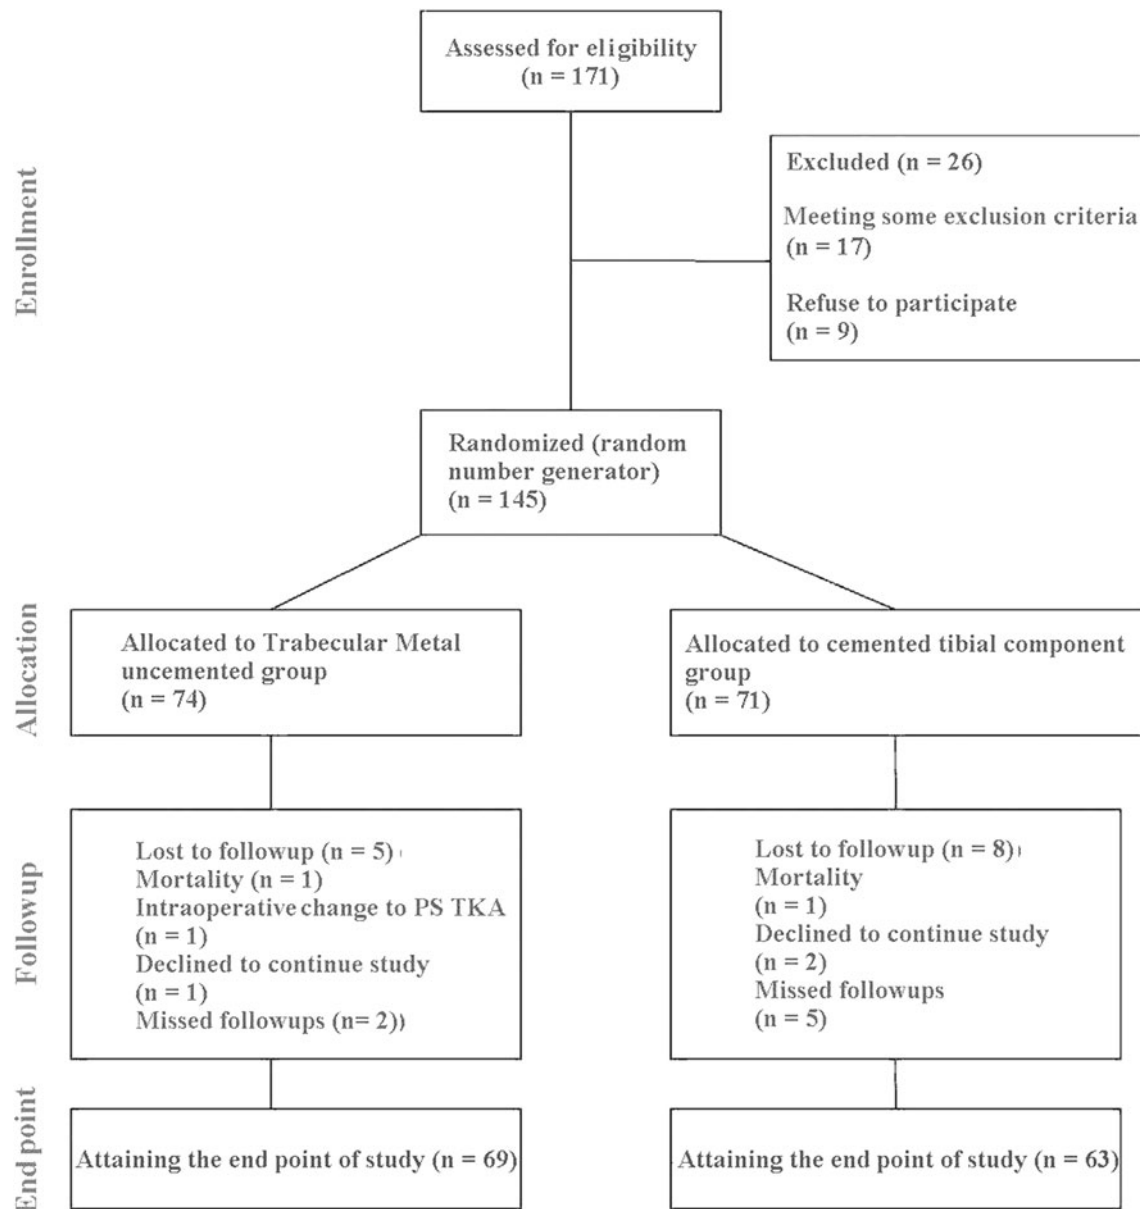 Assessed for eligibility
(n = 171)
Enrollment
Excluded (n = 26)
Meeting some exclusion criteria
(n = 17)
Refuse to participate
(n = 9)
Randomized (random
number generator)
(n = 145)
Allocation
Allocated to Trabecular Metal
uncemented group
(n = 74)
Allocated to cemented tibial component
group
(n = 71)
Followup
Lost to followup (n = 5)
Mortality (n = 1)
Intraoperative change to PS TKA
(n = 1)
Declined to continue study
(n = 1)
Missed followups (n= 2))
Lost to followup (n = 8)
Mortality
(n = 1)
Declined to continue study
(n = 2)
Missed followups
(n = 5)
End point
Attaining the end point of study (n = 69)
Attaining the end point of study (n = 63)